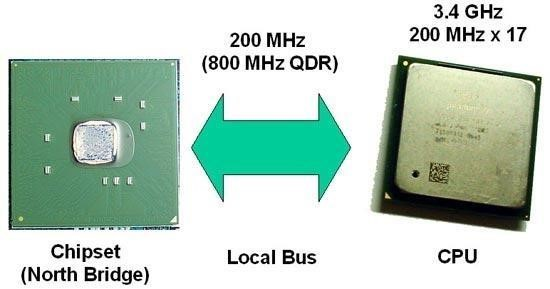 3.4 GHz
200 MHz x 17
200 MHz
(800 MHz QDR)
Chipset
(North Bridge)
Local Bus
CPU